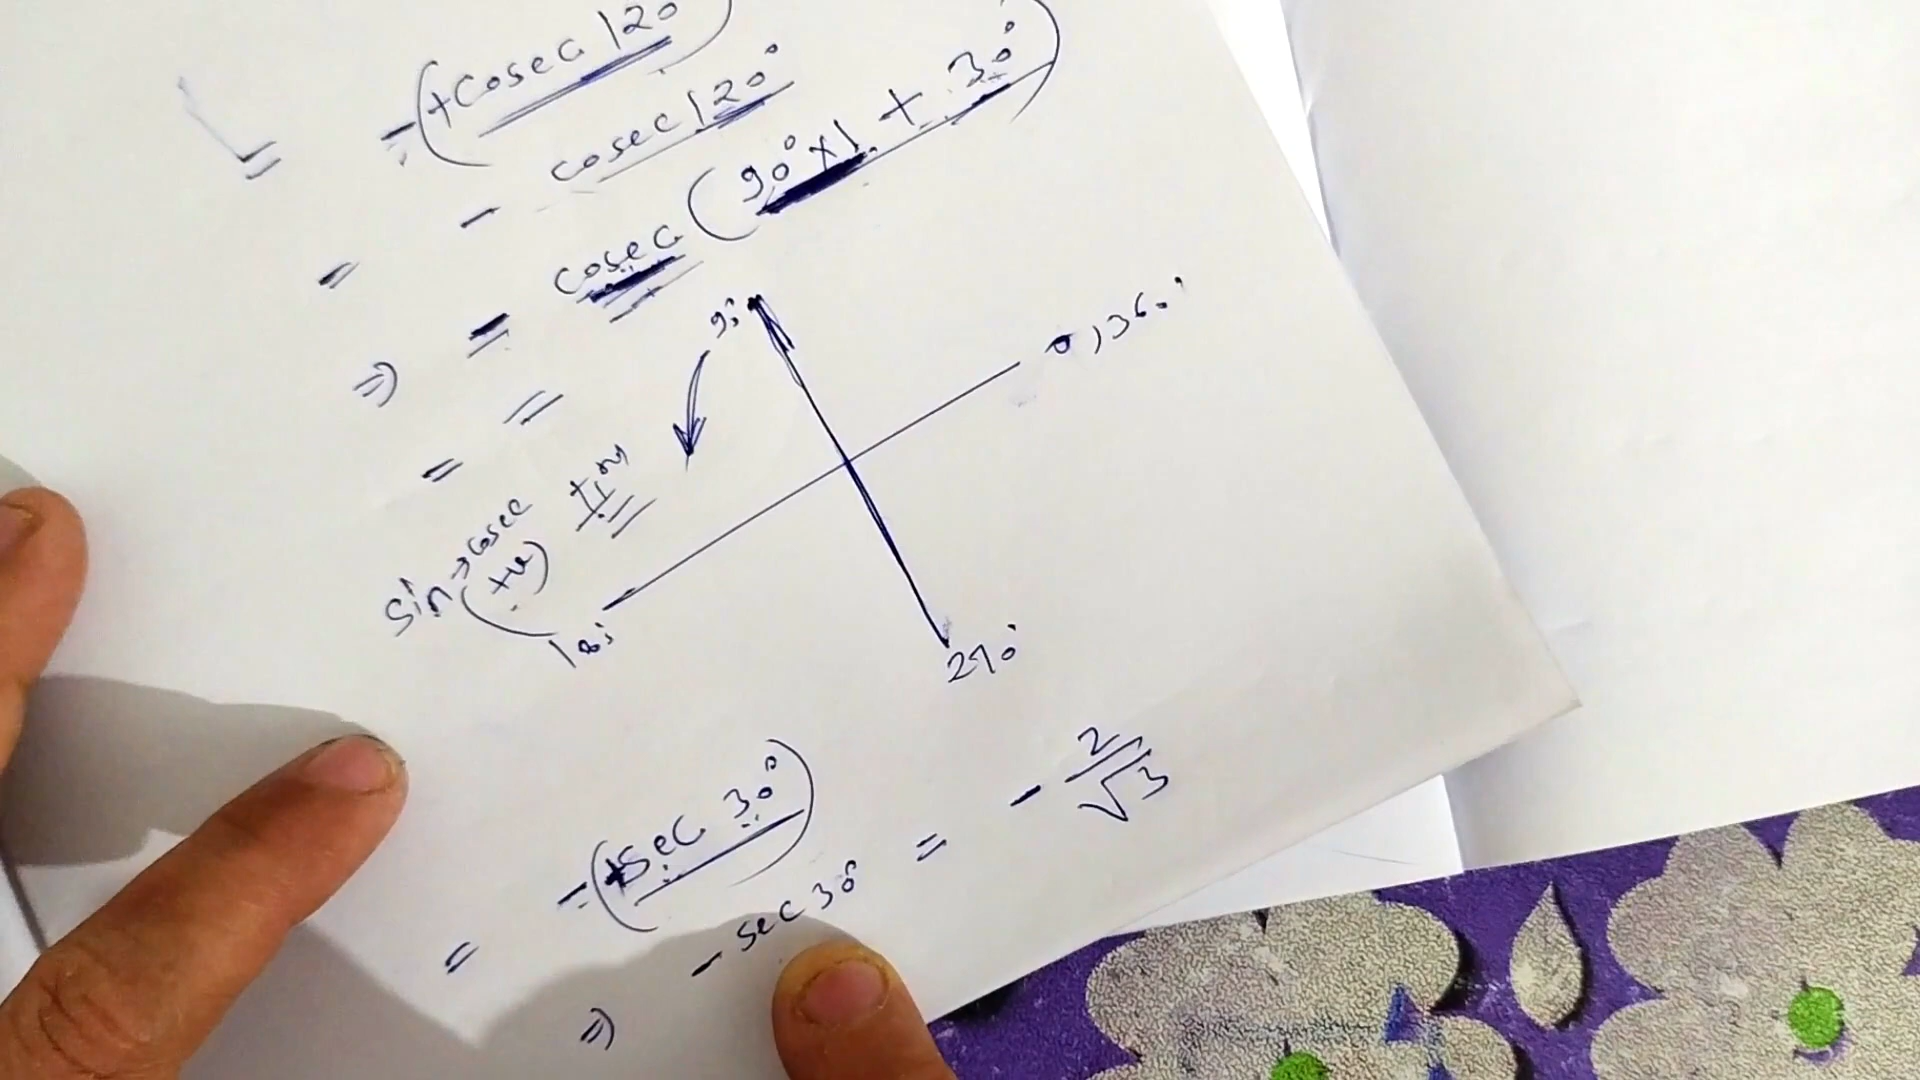 = -(+cosec 120
= - cosec 120°
⇒ = cosec (90°×1 + 30°)
= =
90°
0,360°
sin → cosec (+ve)
II
180°
270°
= -(+sec 30°)
⇒ - sec 30° = - 2/√3